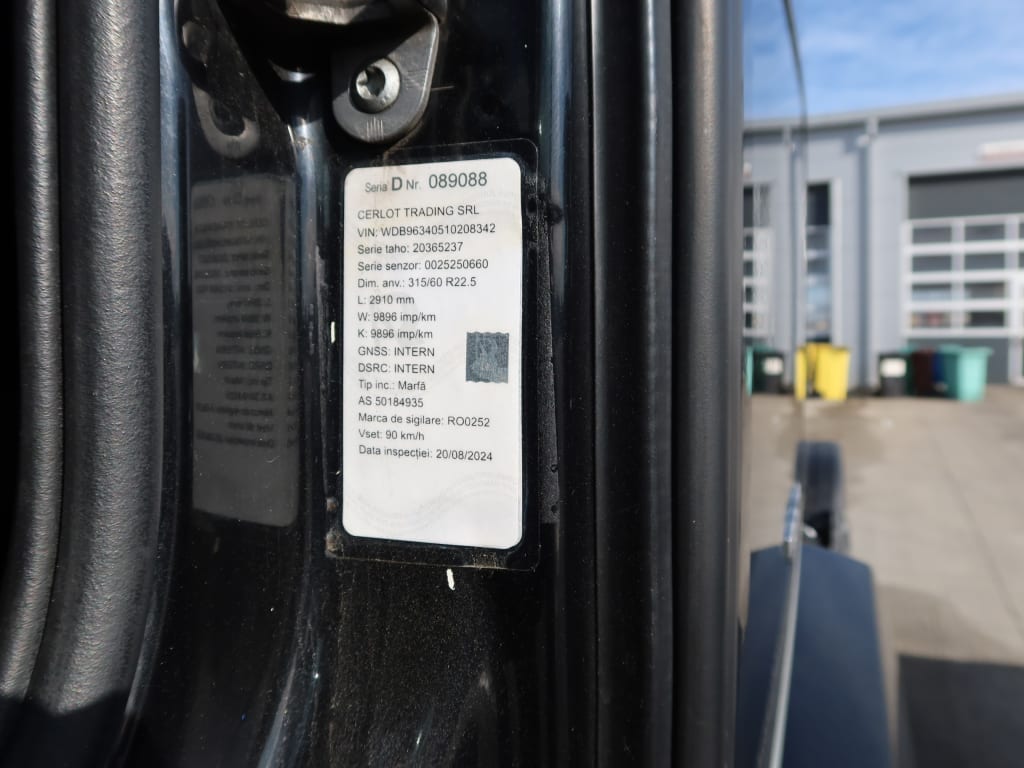 Seria D Nr. 089088
CERLOT TRADING SRL
VIN: WDB96340510208342
Serie taho: 20365237
Serie senzor: 0025250660
Dim. anv.: 315/60 R22.5
L: 2910 mm
W: 9896 imp/km
K: 9896 imp/km
GNSS: INTERN
DSRC: INTERN
Tip inc.: Marfă
AS 50184935
Marca de sigilare: RO0252
Vset: 90 km/h
Data inspecției: 20/08/2024